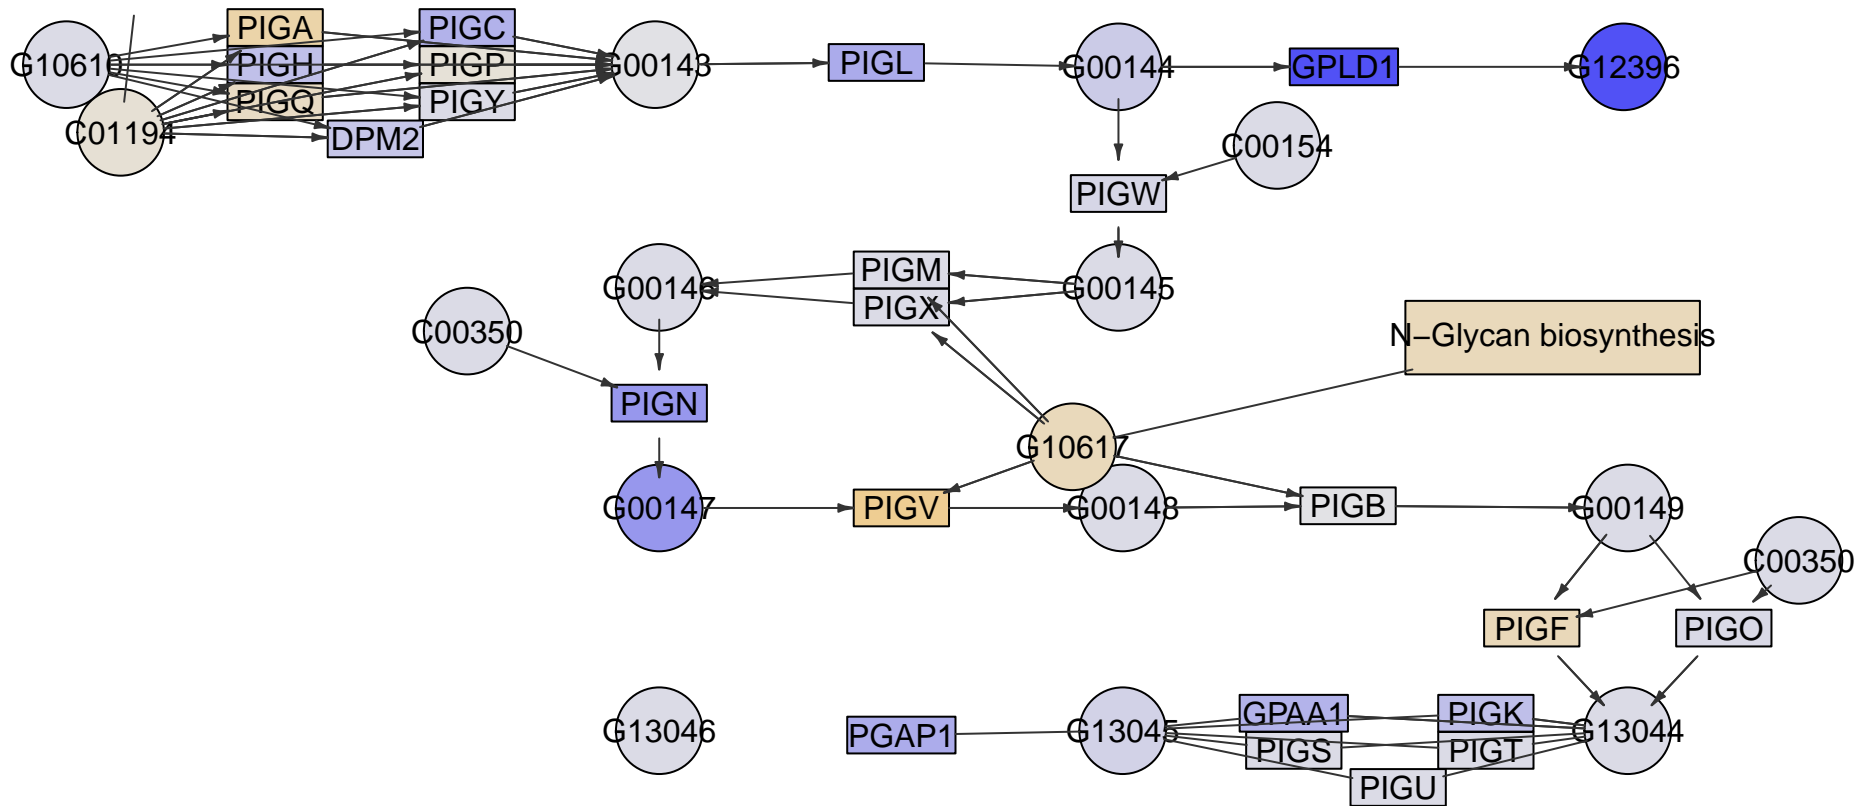 PIGA
PIGC
G10610
PIGH
PIGP
G00143
PIGL
G00144
GPLD1
G12396
PIGQ
PIGY
C01194
DPM2
C00154
PIGW
PIGM
G00146
G00145
PIGX
C00350
N–Glycan biosynthesis
PIGN
G10617
G00147
PIGV
G00148
PIGB
G00149
C00350
PIGF
PIGO
GPAA1
PIGK
G13046
PGAP1
G13045
G13044
PIGS
PIGT
PIGU